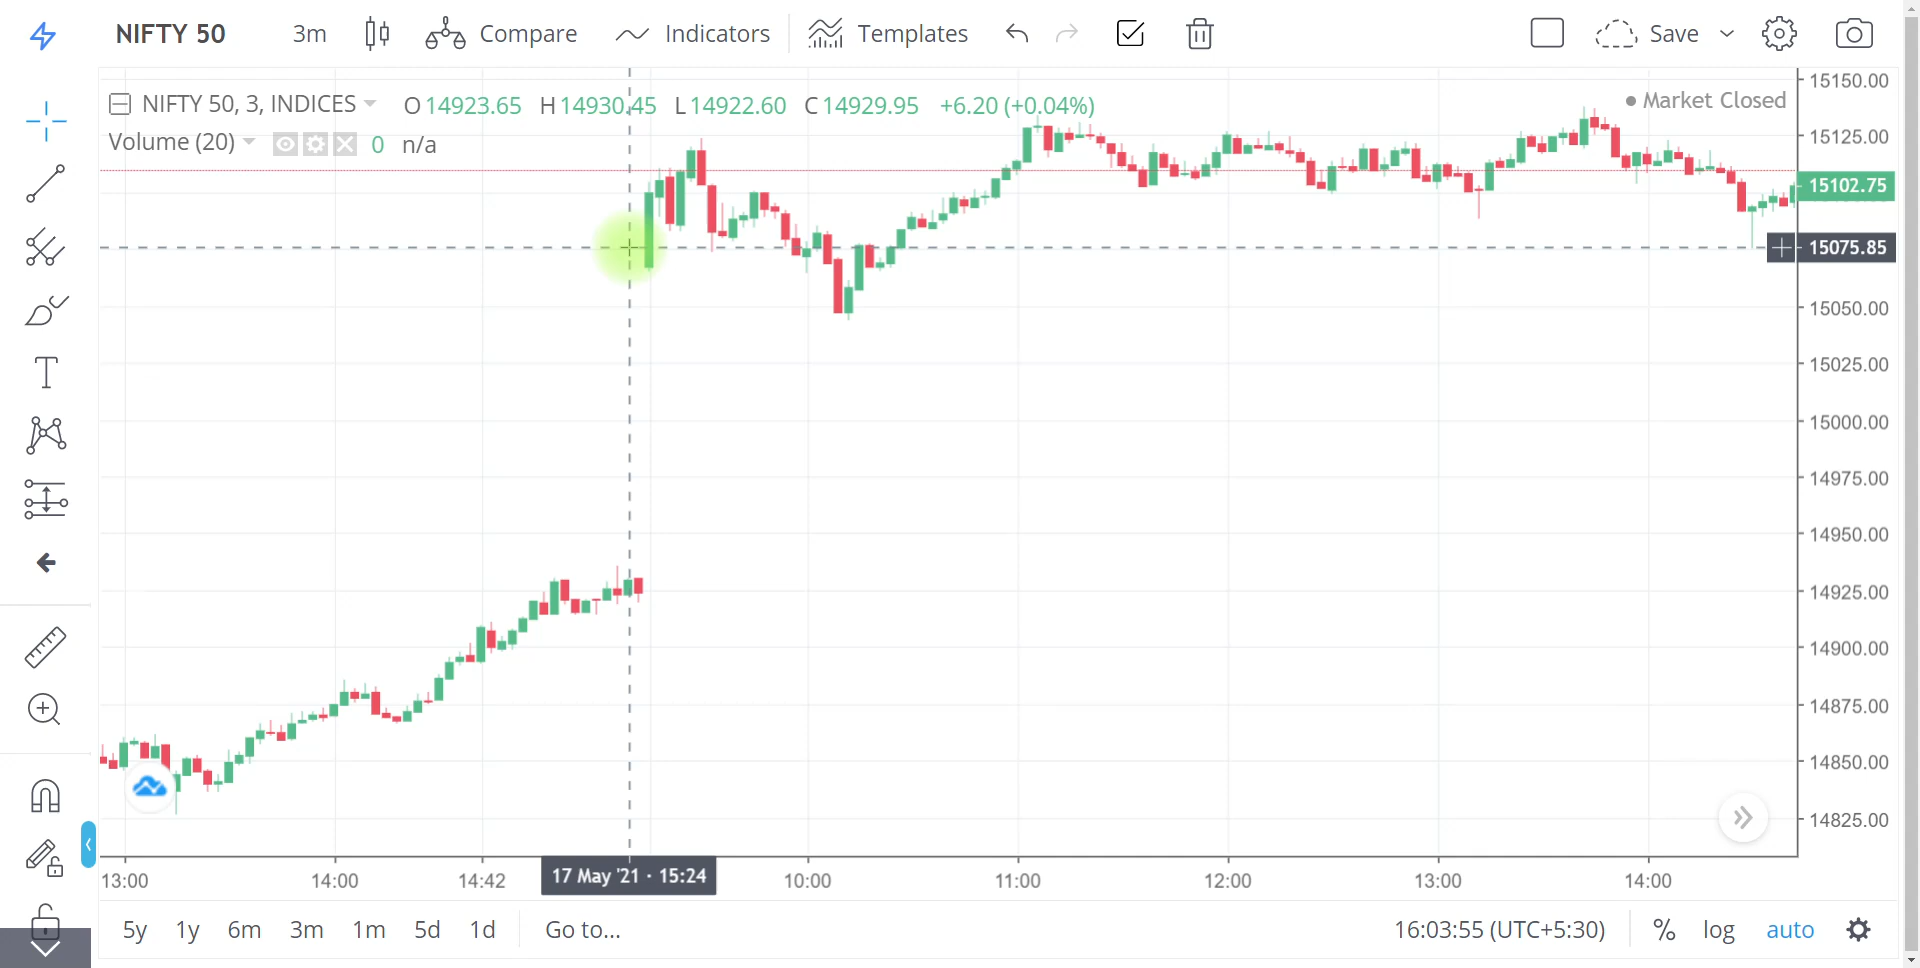 NIFTY 50
3m
Compare
Indicators
Templates
Save
NIFTY 50, 3, INDICES
O 14923.65 H 14930.45 L 14922.60 C 14929.95 +6.20 (+0.04%)
Market Closed
Volume (20)
0 n/a
15150.00
15125.00
15102.75
15075.85
15050.00
15025.00
15000.00
14975.00
14950.00
14925.00
14900.00
14875.00
14850.00
14825.00
13:00
14:00
14:42
17 May '21 · 15:24
10:00
11:00
12:00
13:00
14:00
5y 1y 6m 3m 1m 5d 1d Go to...
16:03:55 (UTC+5:30) % log auto